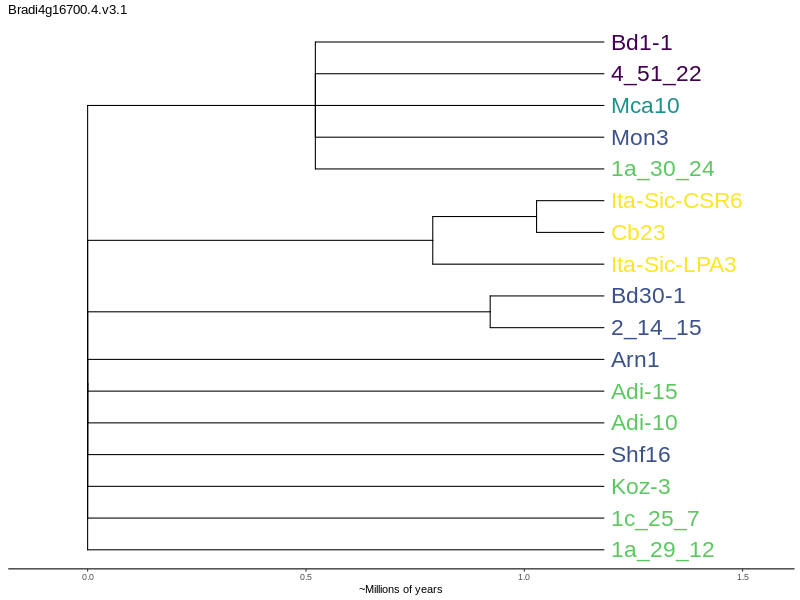 Bradi4g16700.4.v3.1
Bd1-1
4_51_22
Mca10
Mon3
1a_30_24
Ita-Sic-CSR6
Cb23
Ita-Sic-LPA3
Bd30-1
2_14_15
Arn1
Adi-15
Adi-10
Shf16
Koz-3
1c_25_7
1a_29_12
0.0 0.5 1.0 1.5
~Millions of years